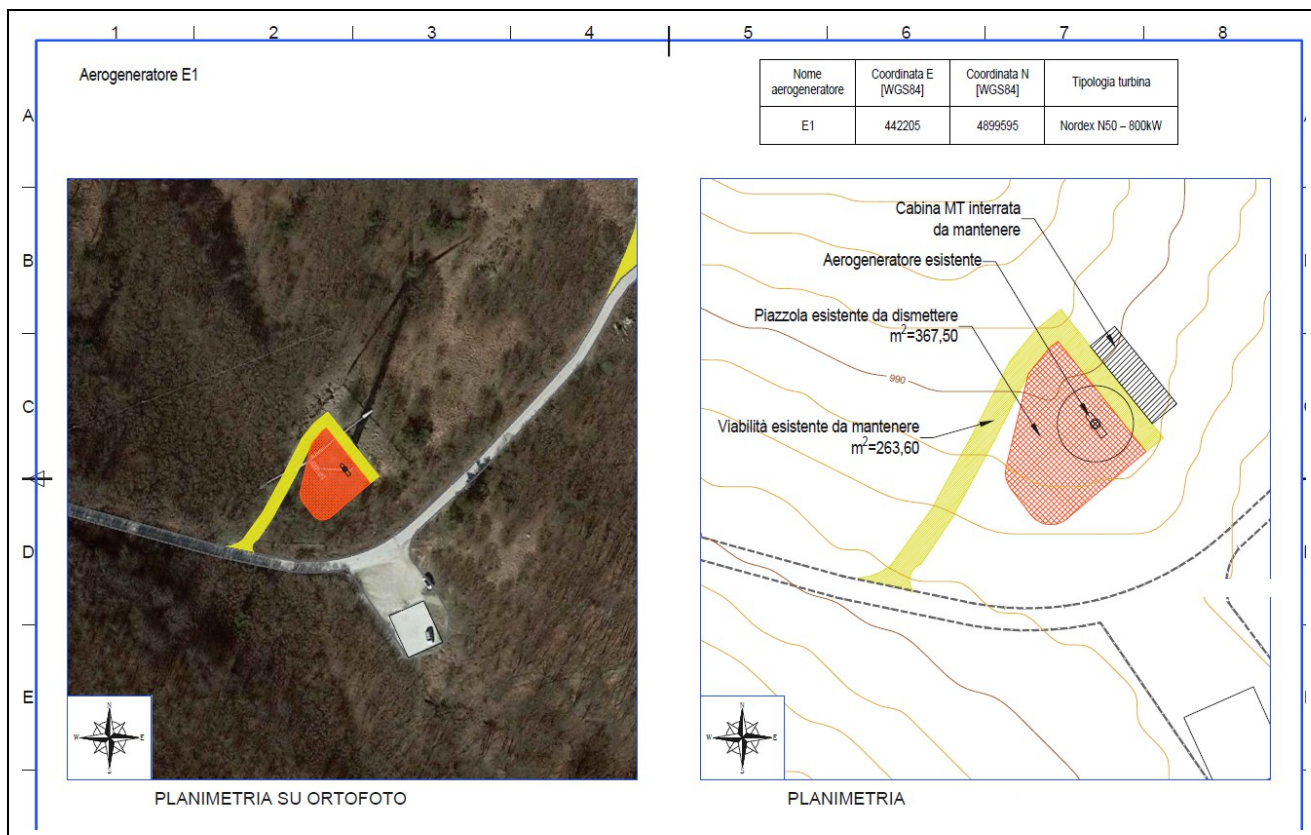 1 2 3 4 5 6 7 8
Aerogeneratore E1
Nome aerogeneratore Coordinata E [WGS84] Coordinata N [WGS84] Tipologia turbina
E1 442205 4899595 Nordex N50 – 800kW
A
B
C
D
E
Cabina MT interrata
da mantenere
Aerogeneratore esistente
Piazzola esistente da dismettere
m²=367,50
990
Viabilità esistente da mantenere
m²=263,60
N
W E
S
N
W E
S
PLANIMETRIA SU ORTOFOTO
PLANIMETRIA